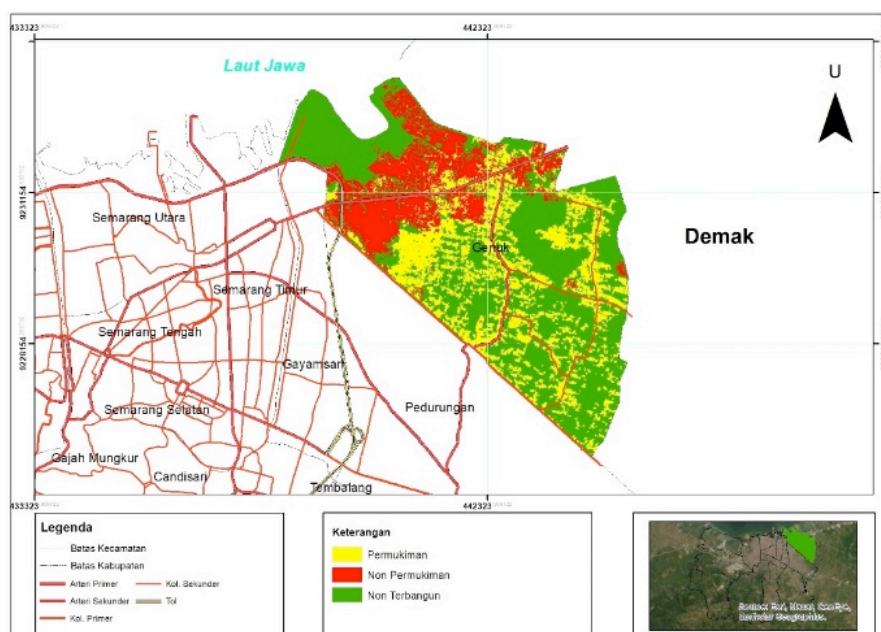 433323
442323
Laut Jawa
U
9231154
Semarang Utara
Genuk
Demak
Semarang Timur
Semarang Tengah
9228154
Gayamsari
Semarang Selatan
Pedurungan
Gajah Mungkur
Candisari
Tembalang
433323
442323
Legenda
Batas Kecamatan
Batas Kabupaten
Arteri Primer
Kol. Sekunder
Arteri Sekunder
Tol
Kol. Primer
Keterangan
Permukiman
Non Permukiman
Non Terbangun